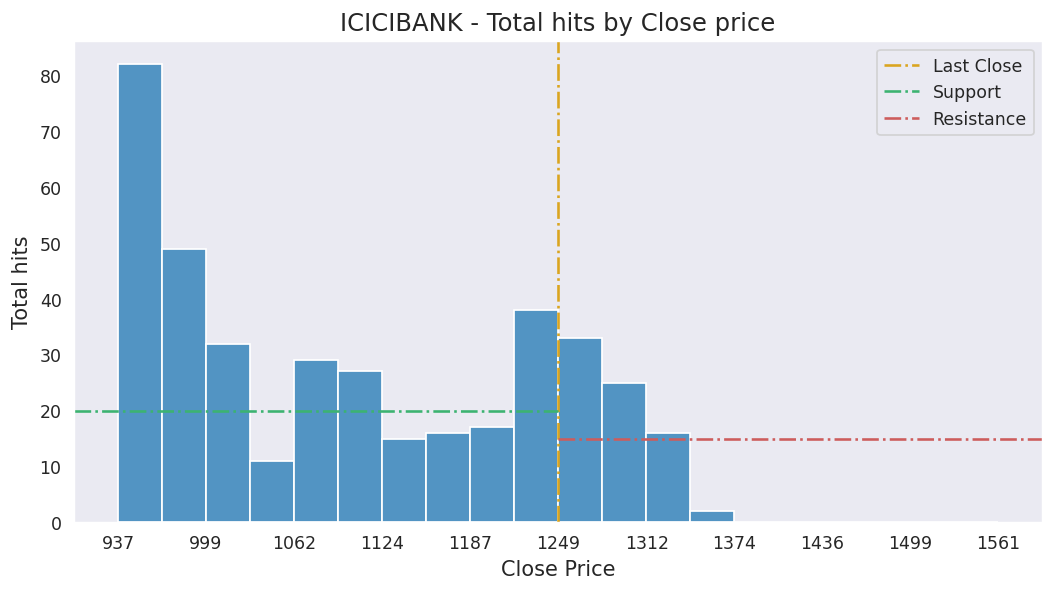 ICICIBANK - Total hits by Close price
Last Close
Support
Resistance
Total hits
80
70
60
50
40
30
20
10
0
937 999 1062 1124 1187 1249 1312 1374 1436 1499 1561
Close Price